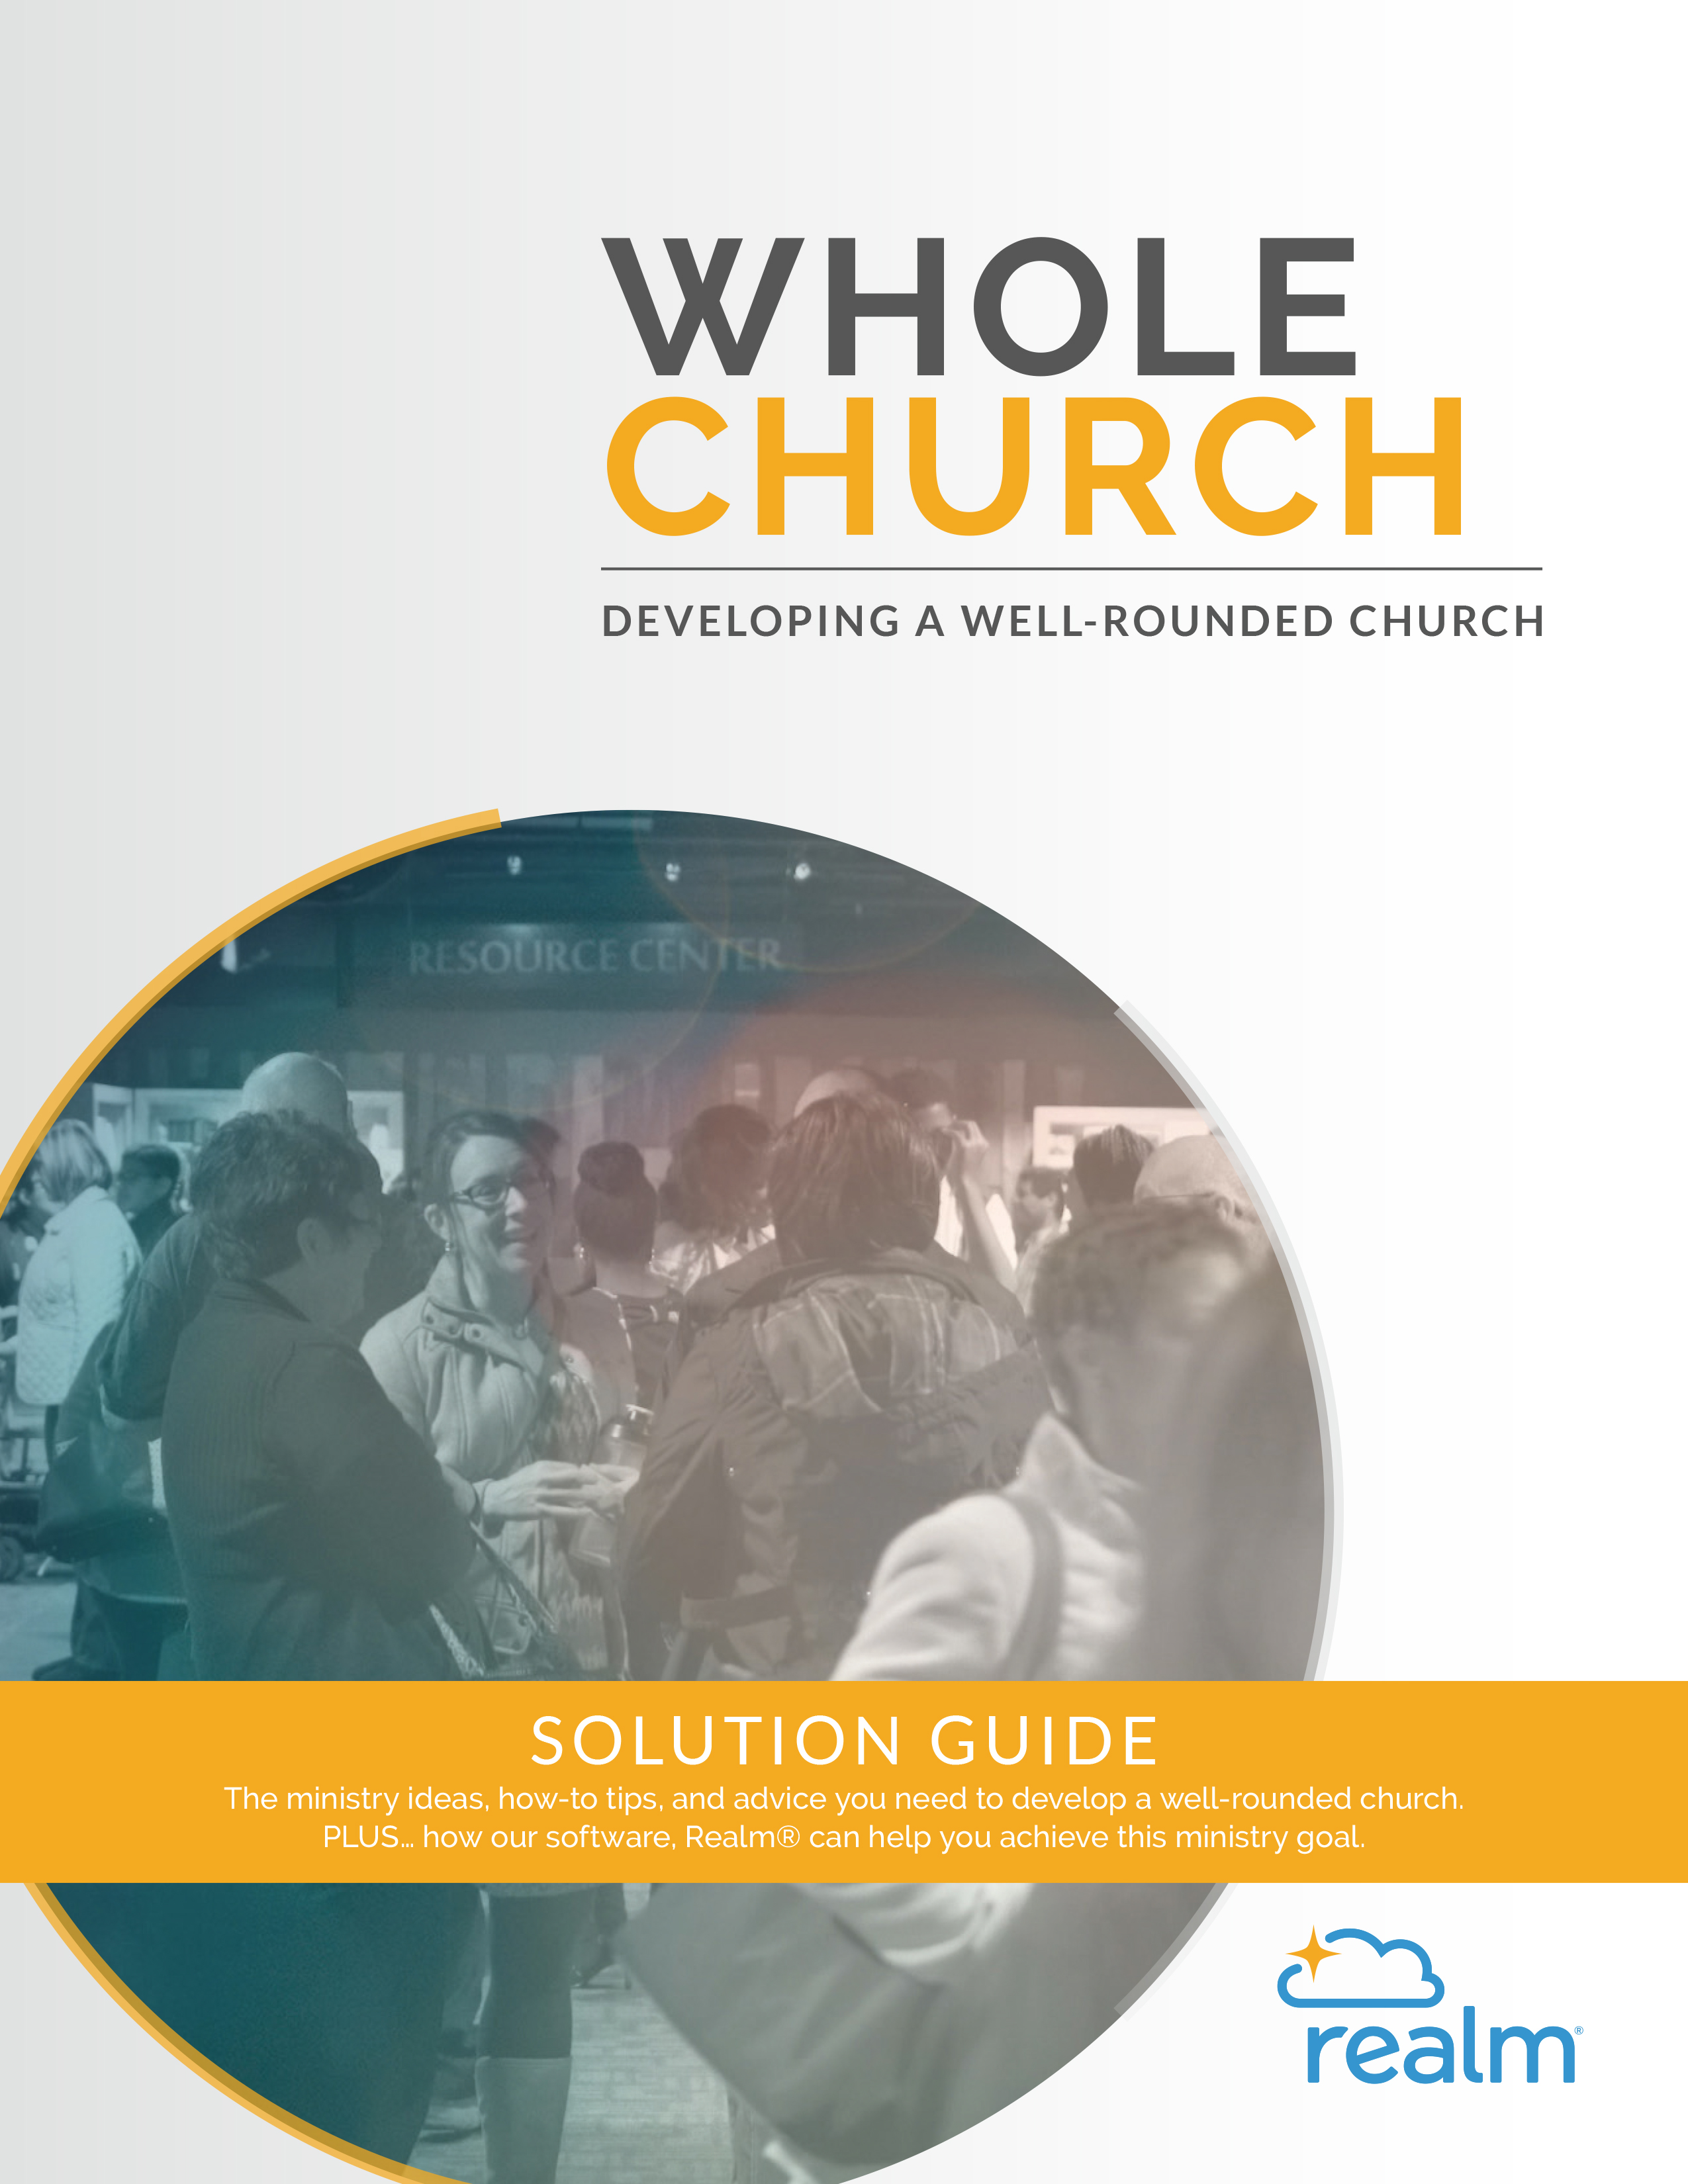 WHOLE
CHURCH
DEVELOPING A WELL-ROUNDED CHURCH
RESOURCE CENTER
SOLUTION GUIDE
The ministry ideas, how-to tips, and advice you need to develop a well-rounded church.
PLUS... how our software, Realm® can help you achieve this ministry goal.
realm®